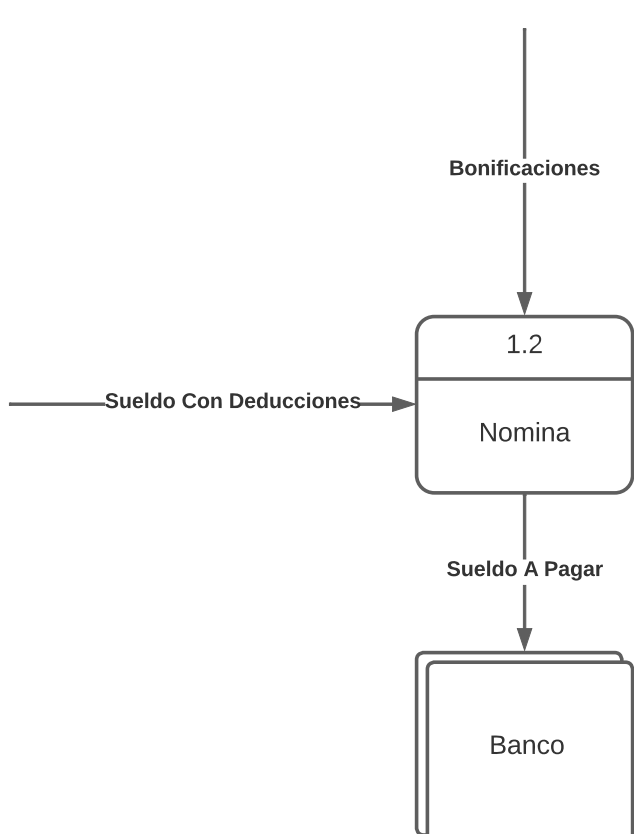 Bonificaciones
1.2
Sueldo Con Deducciones
Nomina
Sueldo A Pagar
Banco